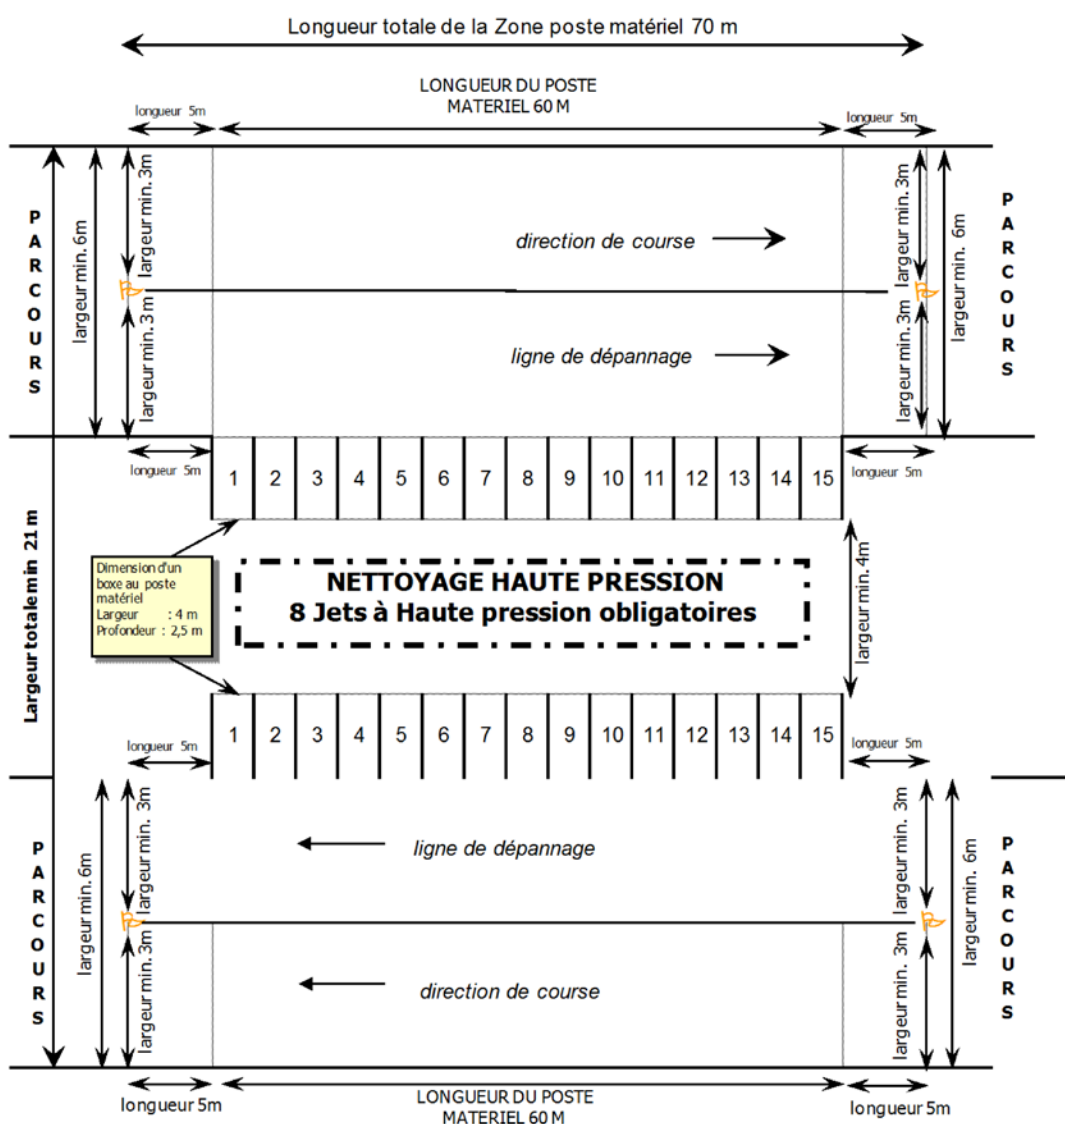 Longueur totale de la Zone poste matériel 70 m
LONGUEUR DU POSTE
MATERIEL 60 M
longueur 5m
longueur 5m
PARCOURS
largeur min. 6m
largeur min. 3m
largeur min. 3 m
direction de course
ligne de dépannage
largeur min. 3m
largeur min. 3m
largeur min. 6m
PARCOURS
longueur 5m
1 2 3 4 5 6 7 8 9 10 11 12 13 14 15
longueur 5m
Largeur totale min 21 m
Dimension d'un
boxe au poste
matériel
Largeur : 4 m
Profondeur : 2,5 m
NETTOYAGE HAUTE PRESSION
8 Jets à Haute pression obligatoires
largeur min. 4m
longueur 5m
1 2 3 4 5 6 7 8 9 10 11 12 13 14 15
longueur 5m
PARCOURS
largeur min. 6m
largeur min. 3m
largeur min. 3m
ligne de dépannage
direction de course
largeur min. 3m
largeur min. 3m
largeur min. 6m
PARCOURS
longueur 5m
LONGUEUR DU POSTE
MATERIEL 60 M
longueur 5m